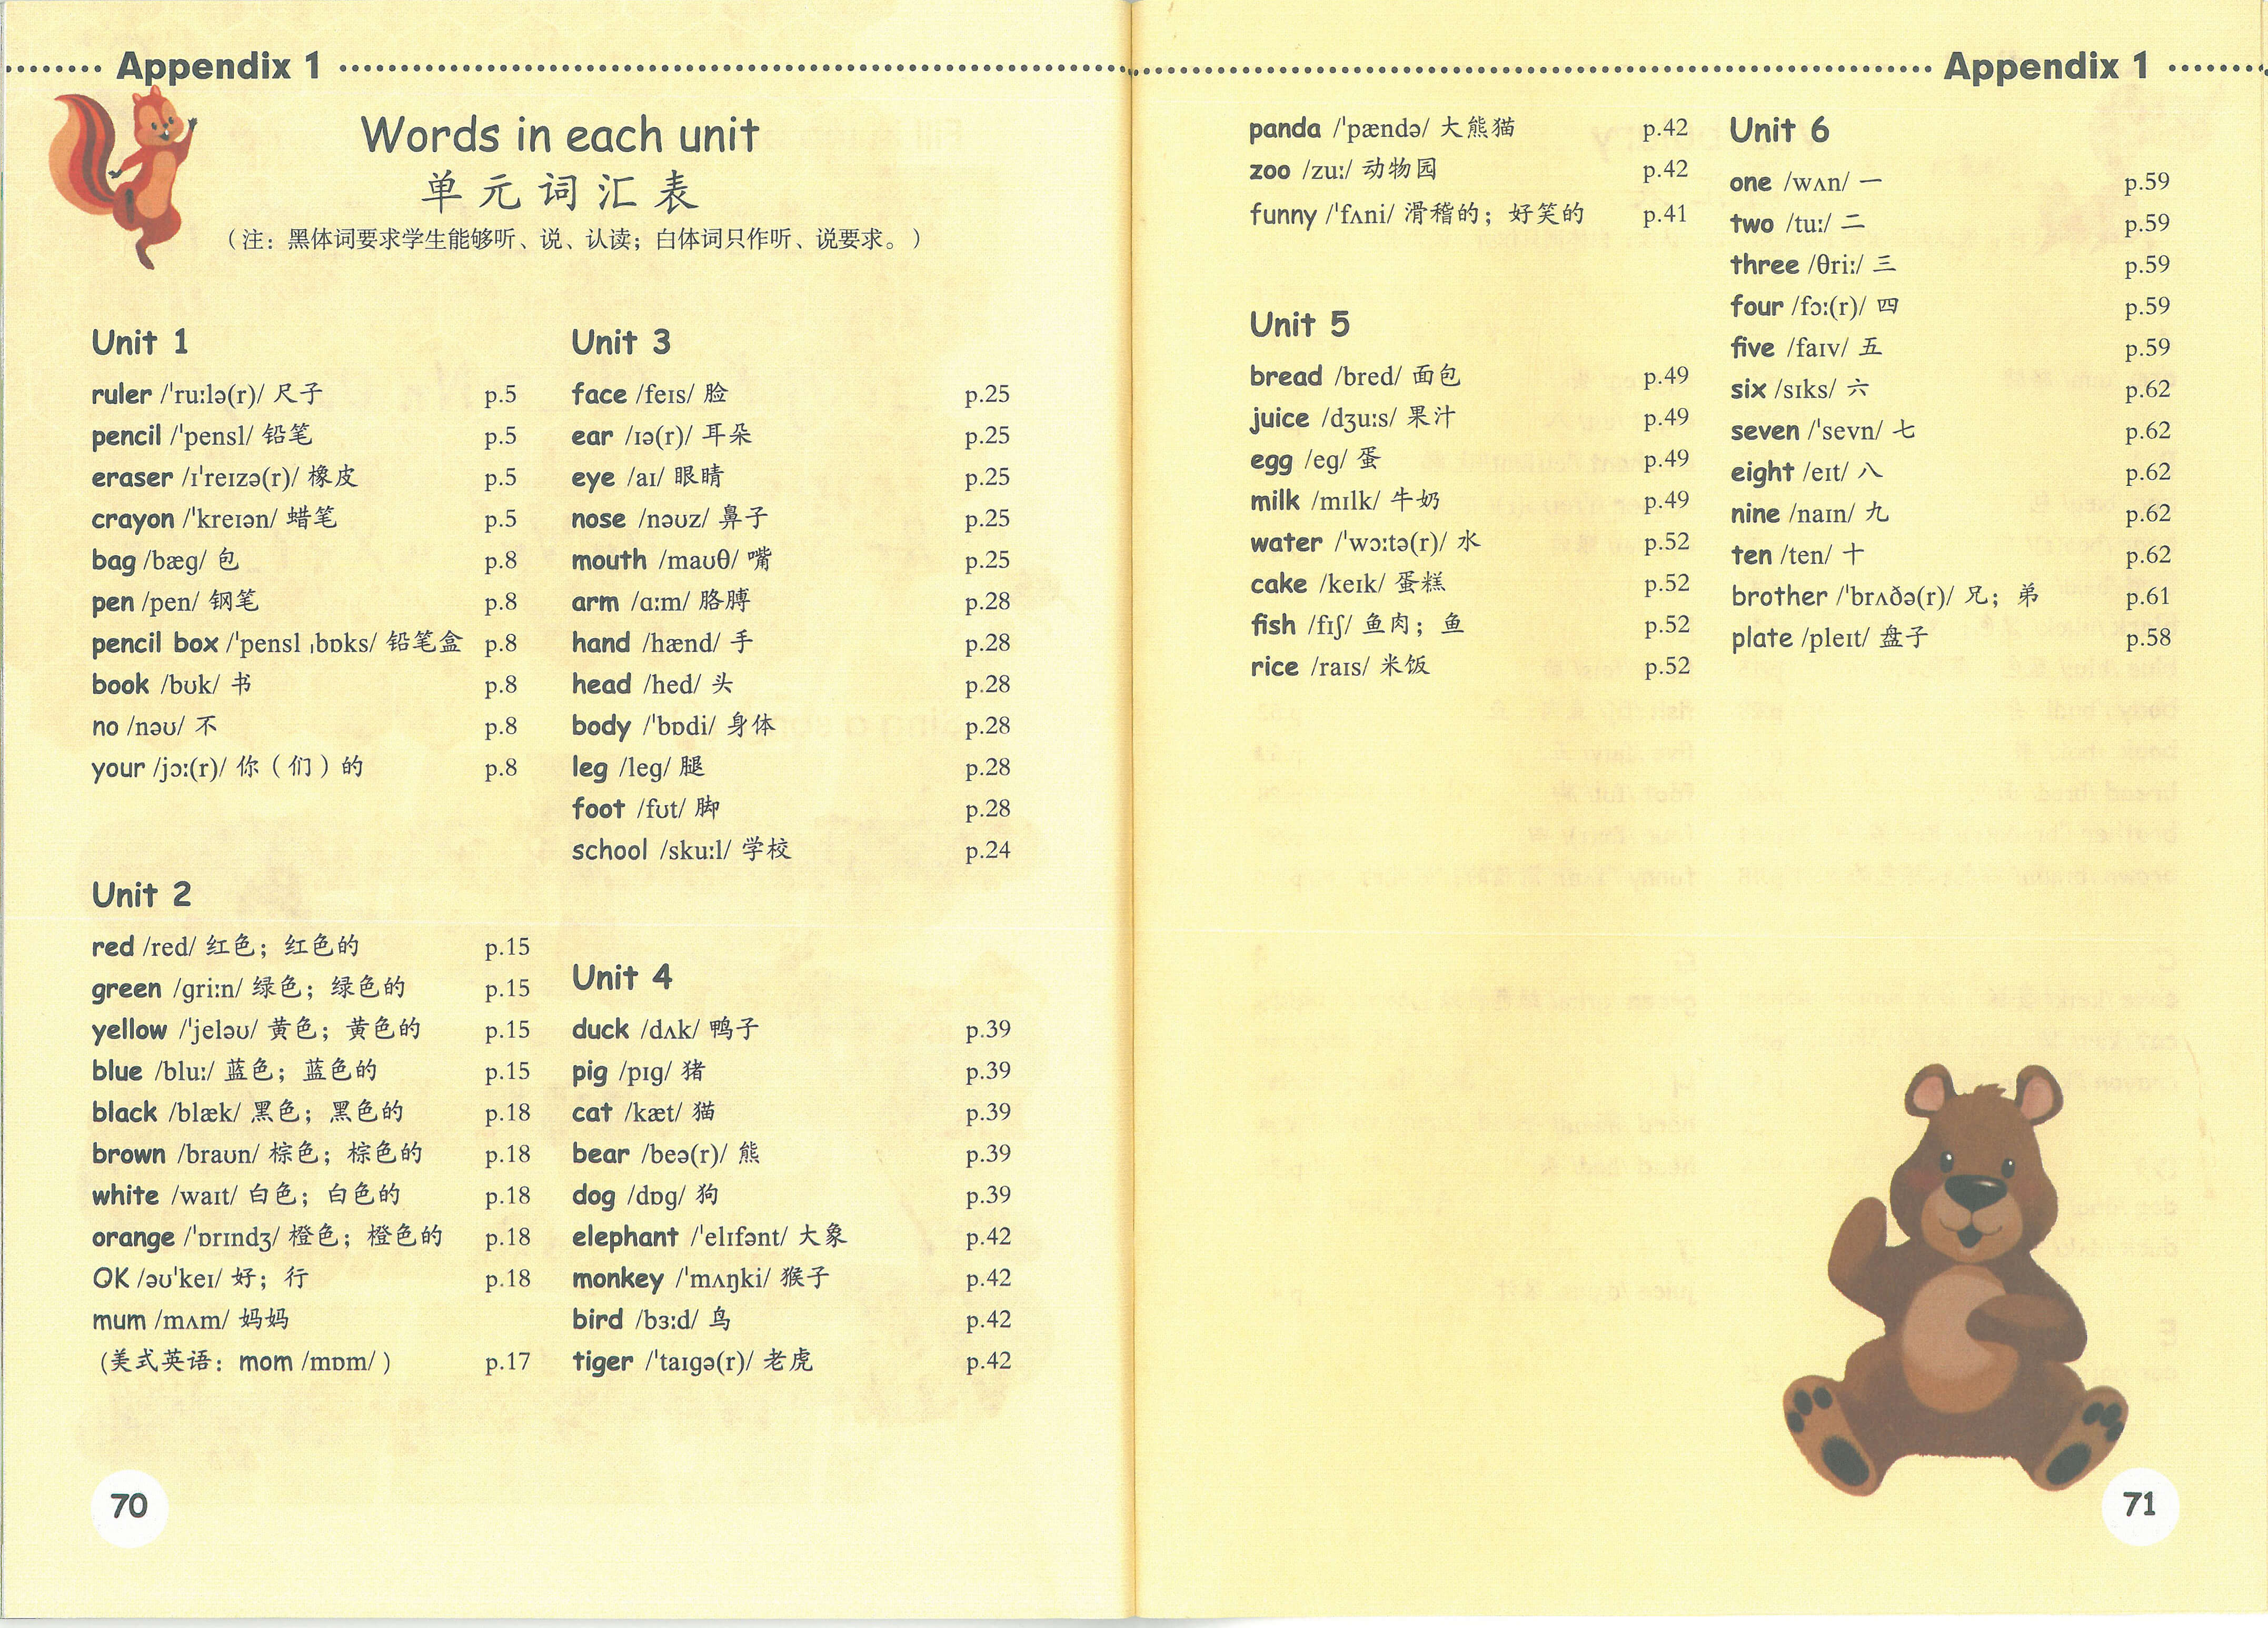 Appendix 1
Words in each unit
单元词汇表
（注：黑体词要求学生能够听、说、认读；白体词只作听、说要求。）
Unit 1
ruler /ˈruːlə(r)/ 尺子 p.5
pencil /ˈpensl/ 铅笔 p.5
eraser /ɪˈreɪzə(r)/ 橡皮 p.5
crayon /ˈkreɪən/ 蜡笔 p.5
bag /bæg/ 包 p.8
pen /pen/ 钢笔 p.8
pencil box /ˈpensl ˌbɒks/ 铅笔盒 p.8
book /bʊk/ 书 p.8
no /nəʊ/ 不 p.8
your /jɔː(r)/ 你（们）的 p.8
Unit 2
red /red/ 红色；红色的 p.15
green /griːn/ 绿色；绿色的 p.15
yellow /ˈjeləʊ/ 黄色；黄色的 p.15
blue /bluː/ 蓝色；蓝色的 p.15
black /blæk/ 黑色；黑色的 p.18
brown /braʊn/ 棕色；棕色的 p.18
white /waɪt/ 白色；白色的 p.18
orange /ˈɒrɪndʒ/ 橙色；橙色的 p.18
OK /əʊˈkeɪ/ 好；行 p.18
mum /mʌm/ 妈妈
(美式英语：mom /mɒm/ ) p.17
Unit 3
face /feɪs/ 脸 p.25
ear /ɪə(r)/ 耳朵 p.25
eye /aɪ/ 眼睛 p.25
nose /nəʊz/ 鼻子 p.25
mouth /maʊθ/ 嘴 p.25
arm /ɑːm/ 胳膊 p.28
hand /hænd/ 手 p.28
head /hed/ 头 p.28
body /ˈbɒdi/ 身体 p.28
leg /leg/ 腿 p.28
foot /fʊt/ 脚 p.28
school /skuːl/ 学校 p.24
Unit 4
duck /dʌk/ 鸭子 p.39
pig /pɪg/ 猪 p.39
cat /kæt/ 猫 p.39
bear /beə(r)/ 熊 p.39
dog /dɒg/ 狗 p.39
elephant /ˈelɪfənt/ 大象 p.42
monkey /ˈmʌŋki/ 猴子 p.42
bird /bɜːd/ 鸟 p.42
tiger /ˈtaɪgə(r)/ 老虎 p.42
70
Appendix 1
panda /ˈpændə/ 大熊猫 p.42
zoo /zuː/ 动物园 p.42
funny /ˈfʌni/ 滑稽的；好笑的 p.41
Unit 5
bread /bred/ 面包 p.49
juice /dʒuːs/ 果汁 p.49
egg /eg/ 蛋 p.49
milk /mɪlk/ 牛奶 p.49
water /ˈwɔːtə(r)/ 水 p.52
cake /keɪk/ 蛋糕 p.52
fish /fɪʃ/ 鱼肉；鱼 p.52
rice /raɪs/ 米饭 p.52
Unit 6
one /wʌn/ 一 p.59
two /tuː/ 二 p.59
three /θriː/ 三 p.59
four /fɔː(r)/ 四 p.59
five /faɪv/ 五 p.59
six /sɪks/ 六 p.62
seven /ˈsevn/ 七 p.62
eight /eɪt/ 八 p.62
nine /naɪn/ 九 p.62
ten /ten/ 十 p.62
brother /ˈbrʌðə(r)/ 兄；弟 p.61
plate /pleɪt/ 盘子 p.58
71